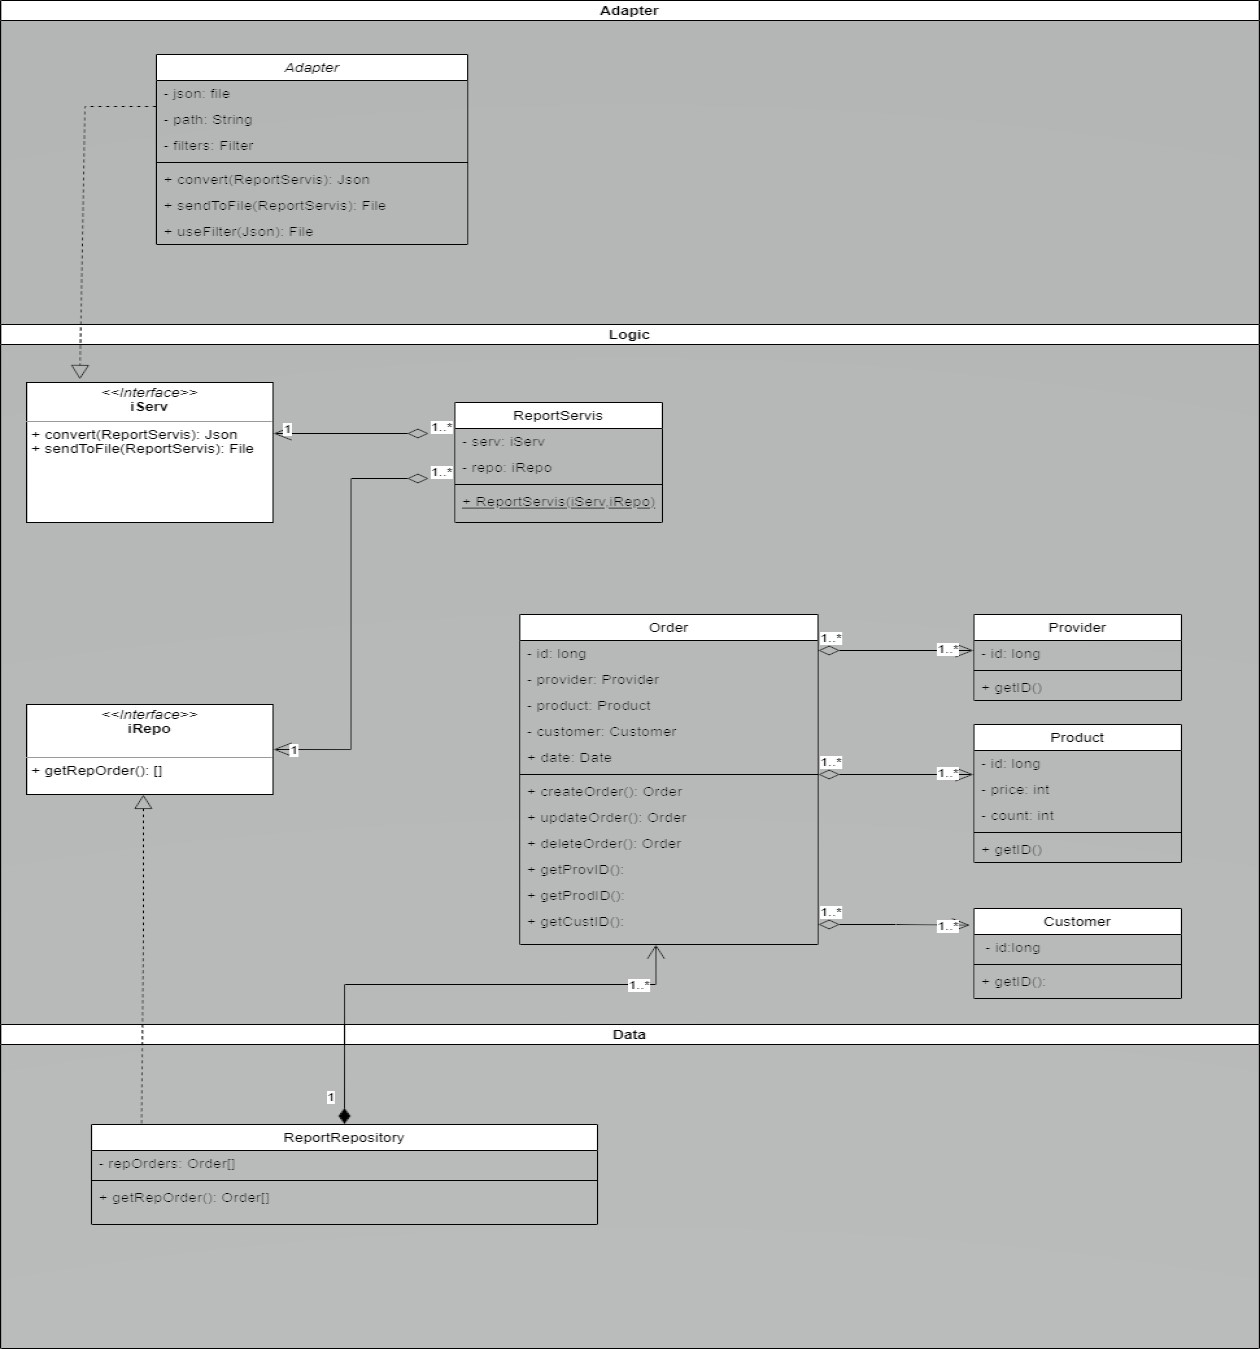 Adapter
Adapter
- json: file
- path: String
- filters: Filter
+ convert(ReportServis): Json
+ sendToFile(ReportServis): File
+ useFilter(Json): File
Logic
<<Interface>>
iServ
+ convert(ReportServis): Json
+ sendToFile(ReportServis): File
1
1..*
1..*
ReportServis
- serv: iServ
- repo: iRepo
+ ReportServis(iServ,iRepo)
<<Interface>>
iRepo
+ getRepOrder(): []
1
Order
- id: long
- provider: Provider
- product: Product
- customer: Customer
+ date: Date
+ createOrder(): Order
+ updateOrder(): Order
+ deleteOrder(): Order
+ getProvID():
+ getProdID():
+ getCustID():
1..*
1..*
Provider
- id: long
+ getID()
1..*
1..*
Product
- id: long
- price: int
- count: int
+ getID()
1..*
1..*
Customer
- id:long
+ getID():
1..*
Data
1
ReportRepository
- repOrders: Order[]
+ getRepOrder(): Order[]